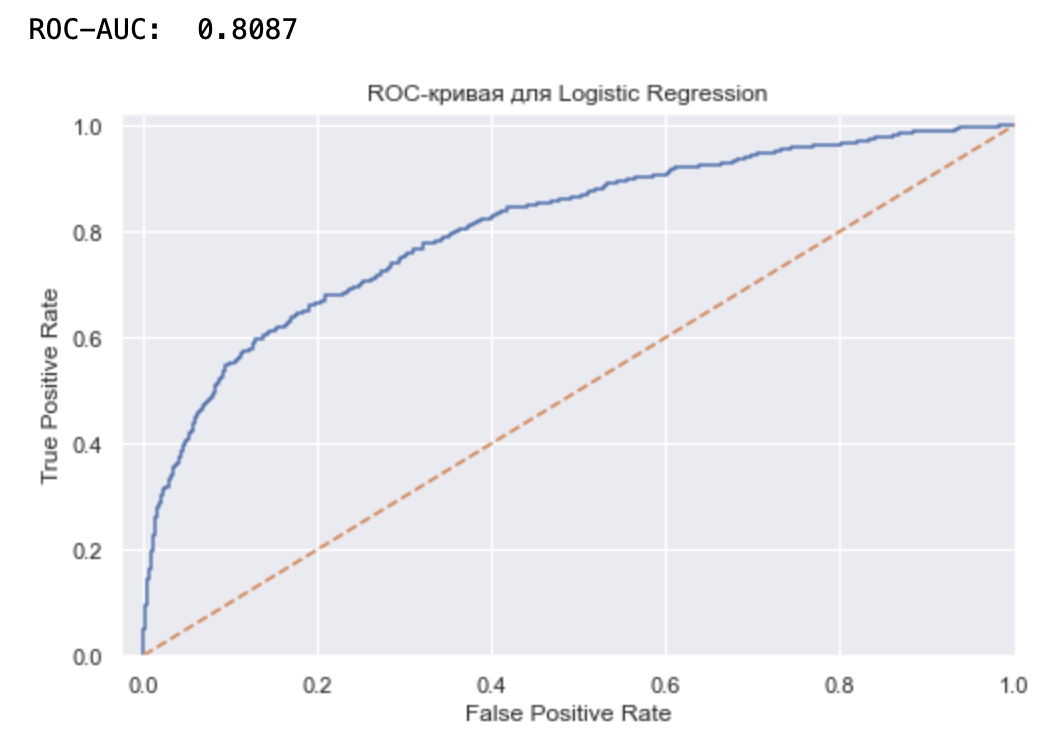 ROC-AUC:  0.8087
ROC-кривая для Logistic Regression
1.0
0.8
0.6
0.4
0.2
0.0
True Positive Rate
0.0 0.2 0.4 0.6 0.8 1.0
False Positive Rate